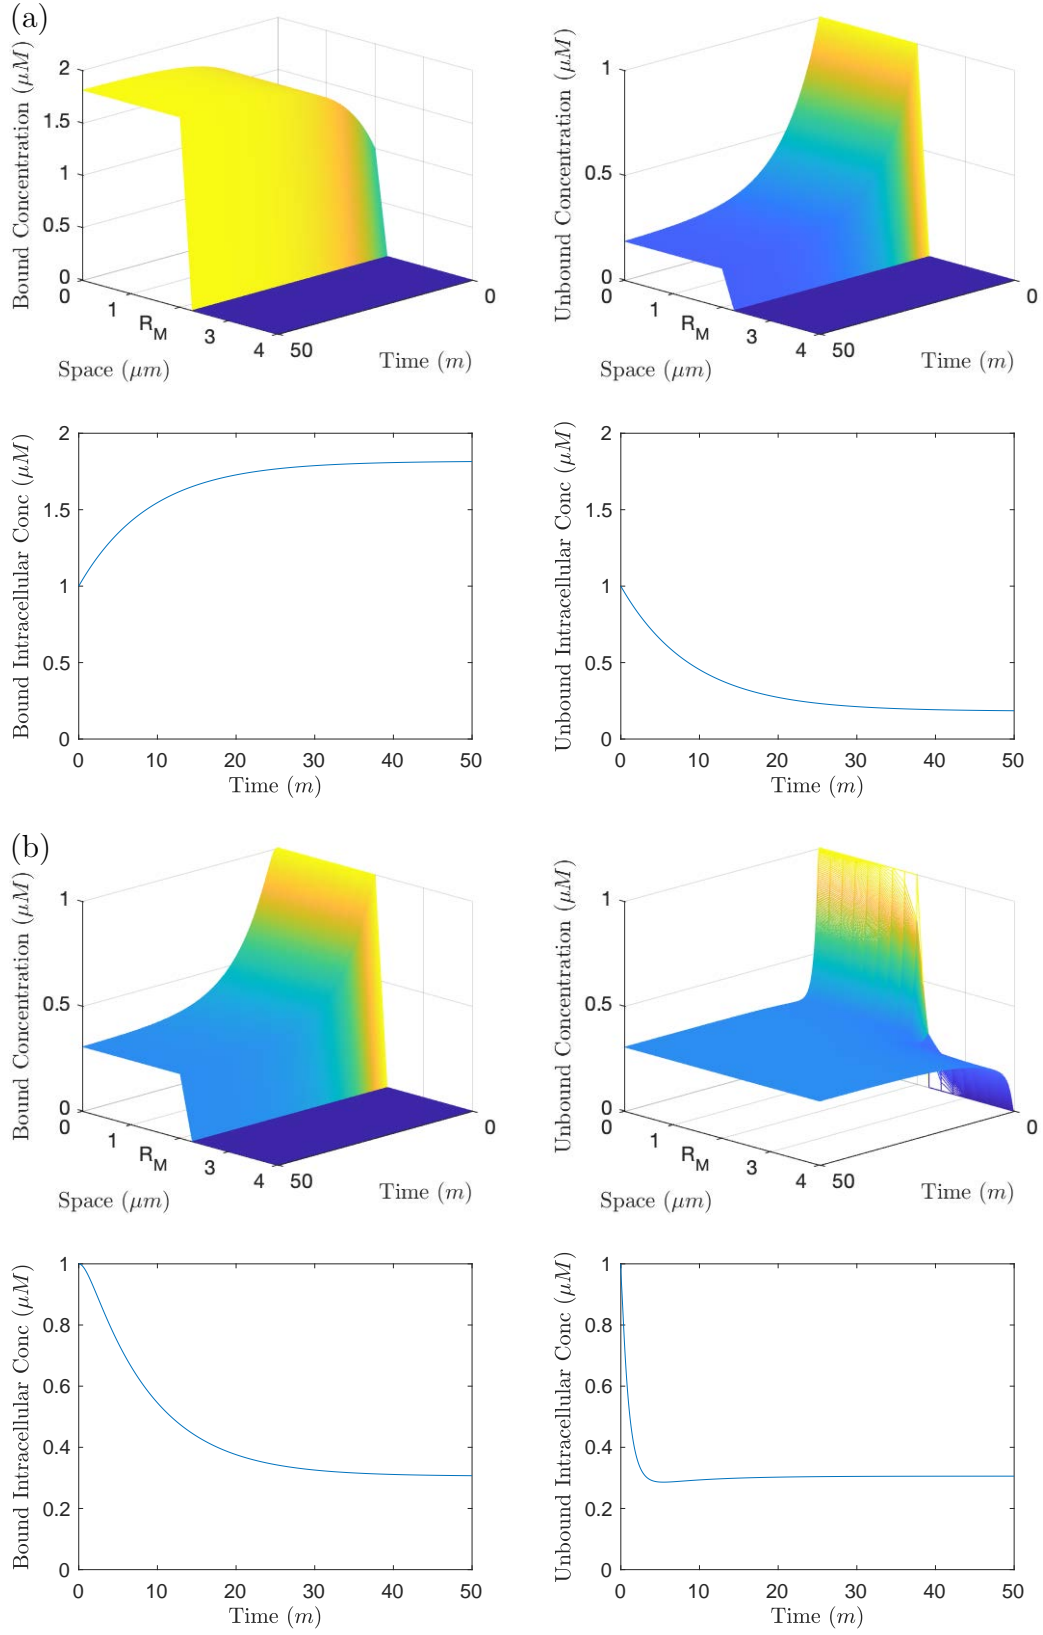 (a)
Bound Concentration (μM)
2
1.5
1
0.5
0
0
1
R_M
3
4
50
0
Space (μm)
Time (m)
Unbound Concentration (μM)
1
0.5
0
0
1
R_M
3
4
50
0
Space (μm)
Time (m)
Bound Intracellular Conc (μM)
2
1.5
1
0.5
0
0 10 20 30 40 50
Time (m)
Unbound Intracellular Conc (μM)
2
1.5
1
0.5
0
0 10 20 30 40 50
Time (m)
(b)
Bound Concentration (μM)
1
0.5
0
0
1
R_M
3
4
50
0
Space (μm)
Time (m)
Unbound Concentration (μM)
1
0.5
0
0
1
R_M
3
4
50
0
Space (μm)
Time (m)
Bound Intracellular Conc (μM)
1
0.8
0.6
0.4
0.2
0
0 10 20 30 40 50
Time (m)
Unbound Intracellular Conc (μM)
1
0.8
0.6
0.4
0.2
0
0 10 20 30 40 50
Time (m)